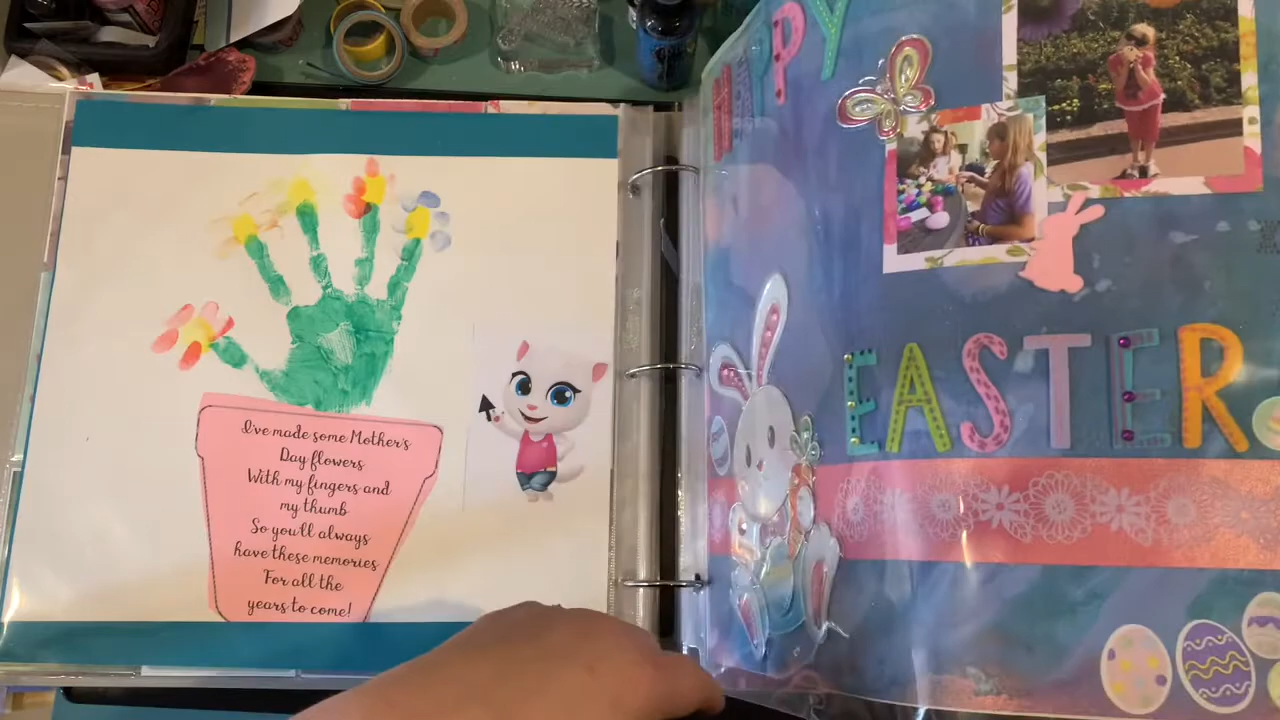 I've made some Mother's
Day flowers
With my fingers and
my thumb
So you'll always
have these memories
For all the
years to come!
HAPPY
EASTER